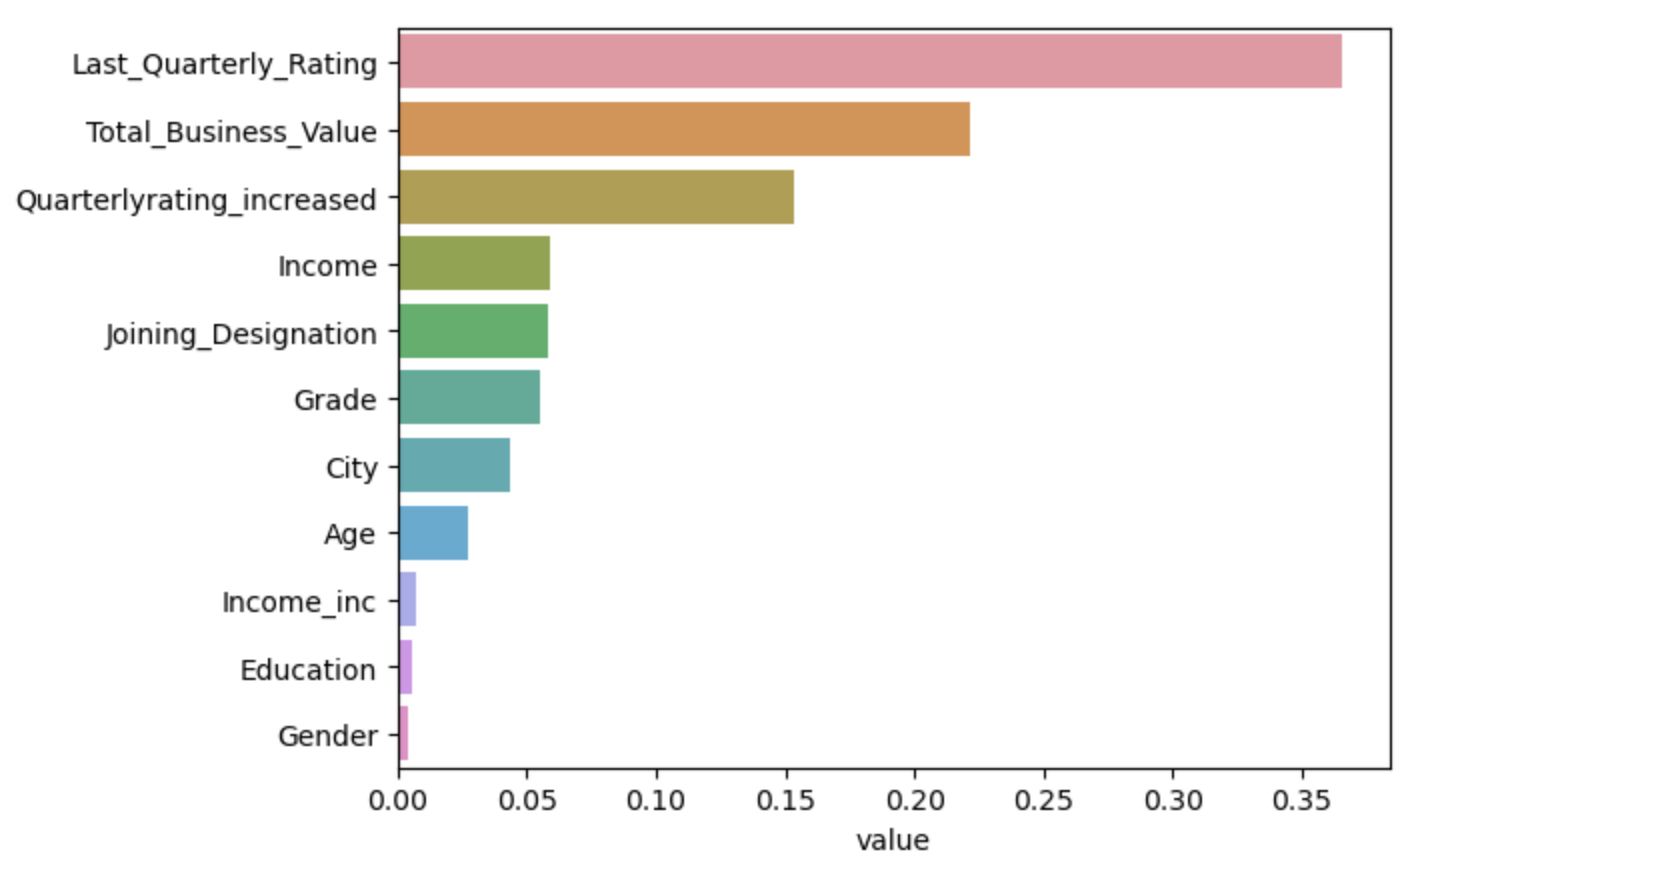 Last_Quarterly_Rating
Total_Business_Value
Quarterlyrating_increased
Income
Joining_Designation
Grade
City
Age
Income_inc
Education
Gender
0.00 0.05 0.10 0.15 0.20 0.25 0.30 0.35
value